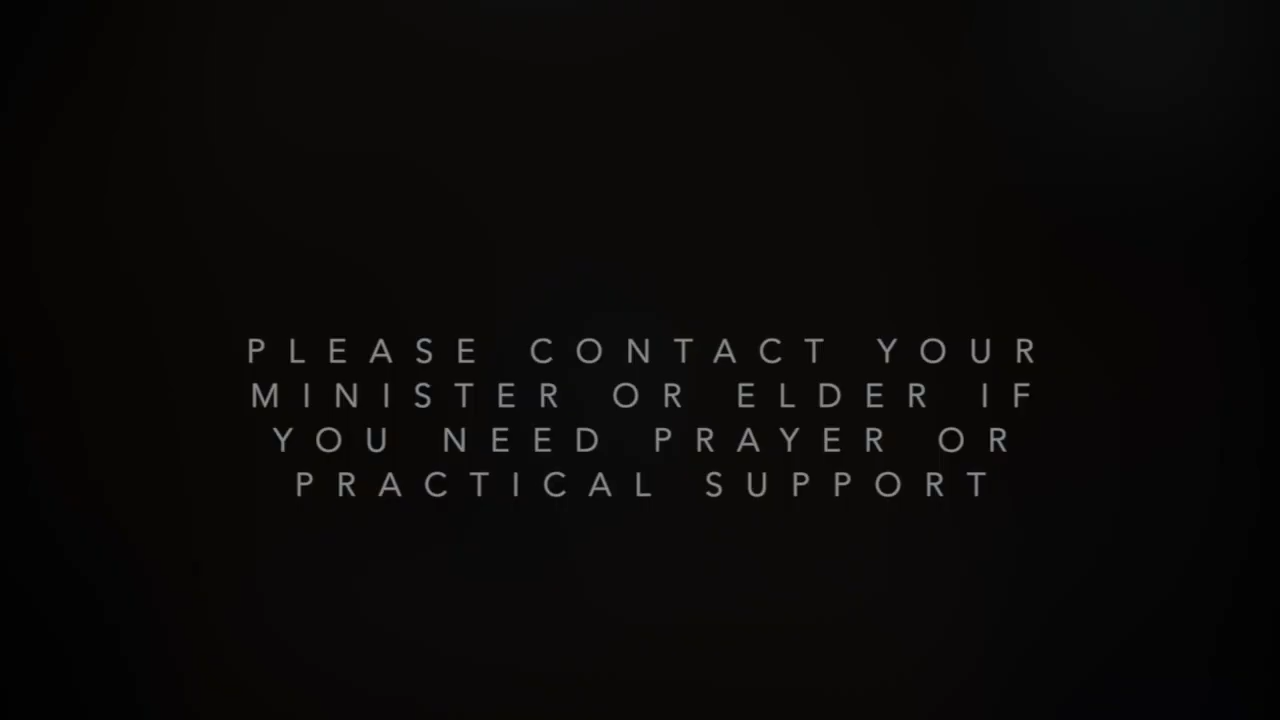 PLEASE CONTACT YOUR
MINISTER OR ELDER IF
YOU NEED PRAYER OR
PRACTICAL SUPPORT